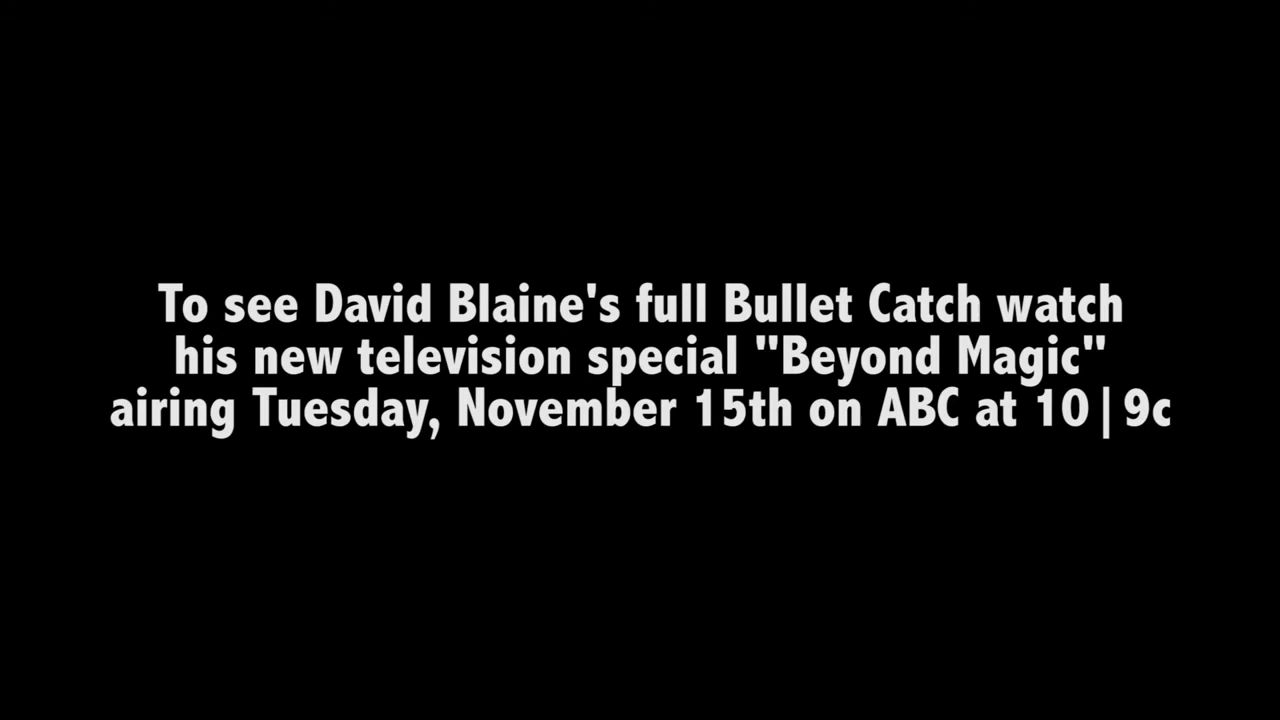 To see David Blaine's full Bullet Catch watch
his new television special "Beyond Magic"
airing Tuesday, November 15th on ABC at 10|9c